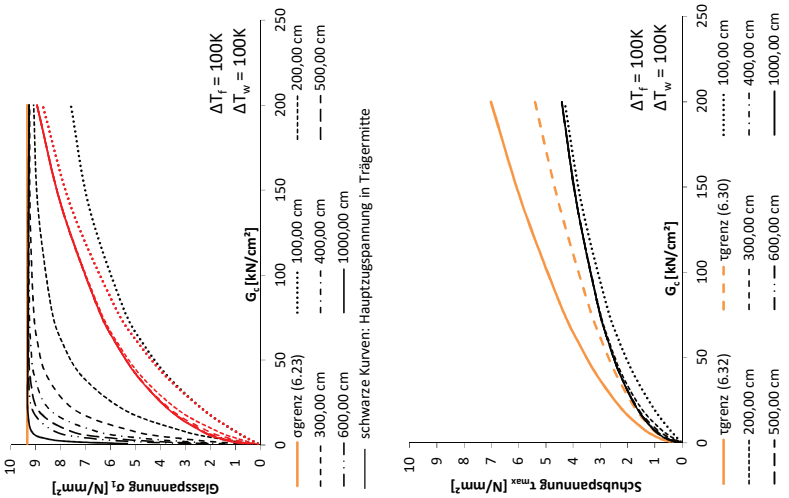 Glasspannung σ₁ [N/mm²]
10
9
8
7
6
5
4
3
2
1
0
0
50
100
150
200
250
G_c [kN/cm²]
ΔT_f = 100K
ΔT_w = 100K
σgrenz (6.23)
100,00 cm
200,00 cm
300,00 cm
400,00 cm
500,00 cm
600,00 cm
1000,00 cm
schwarze Kurven: Hauptzugspannung in Trägermitte
Schubspannung τ_max [N/mm²]
10
9
8
7
6
5
4
3
2
1
0
0
50
100
150
200
250
G_c [kN/cm²]
ΔT_f = 100K
ΔT_w = 100K
τgrenz (6.32)
τgrenz (6.30)
100,00 cm
200,00 cm
300,00 cm
400,00 cm
500,00 cm
600,00 cm
1000,00 cm